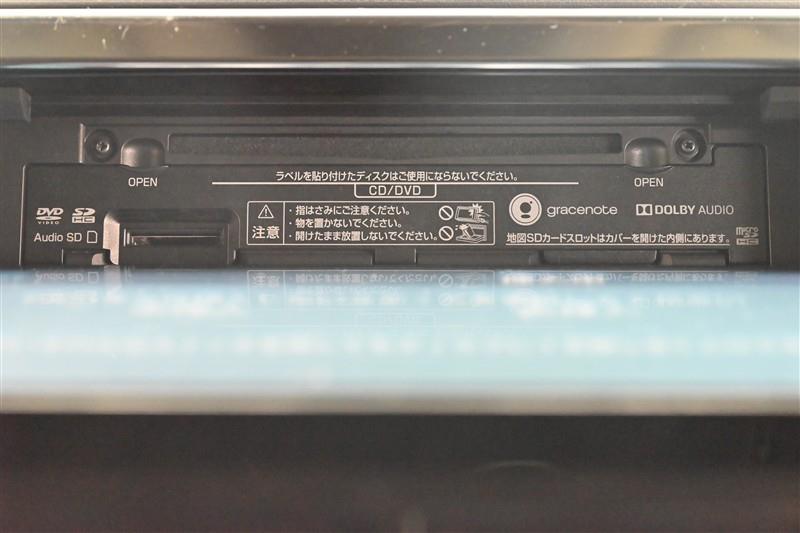 ラベルを貼り付けたディスクはご使用にならないでください。
OPEN
OPEN
CD/DVD
DVD VIDEO
SD HC
Audio SD
注意
・指はさみにご注意ください。
・物を置かないでください。
・開けたまま放置しないでください。
gracenote
DOLBY AUDIO
地図SDカードスロットはカバーを開けた内側にあります。
micro SD HC